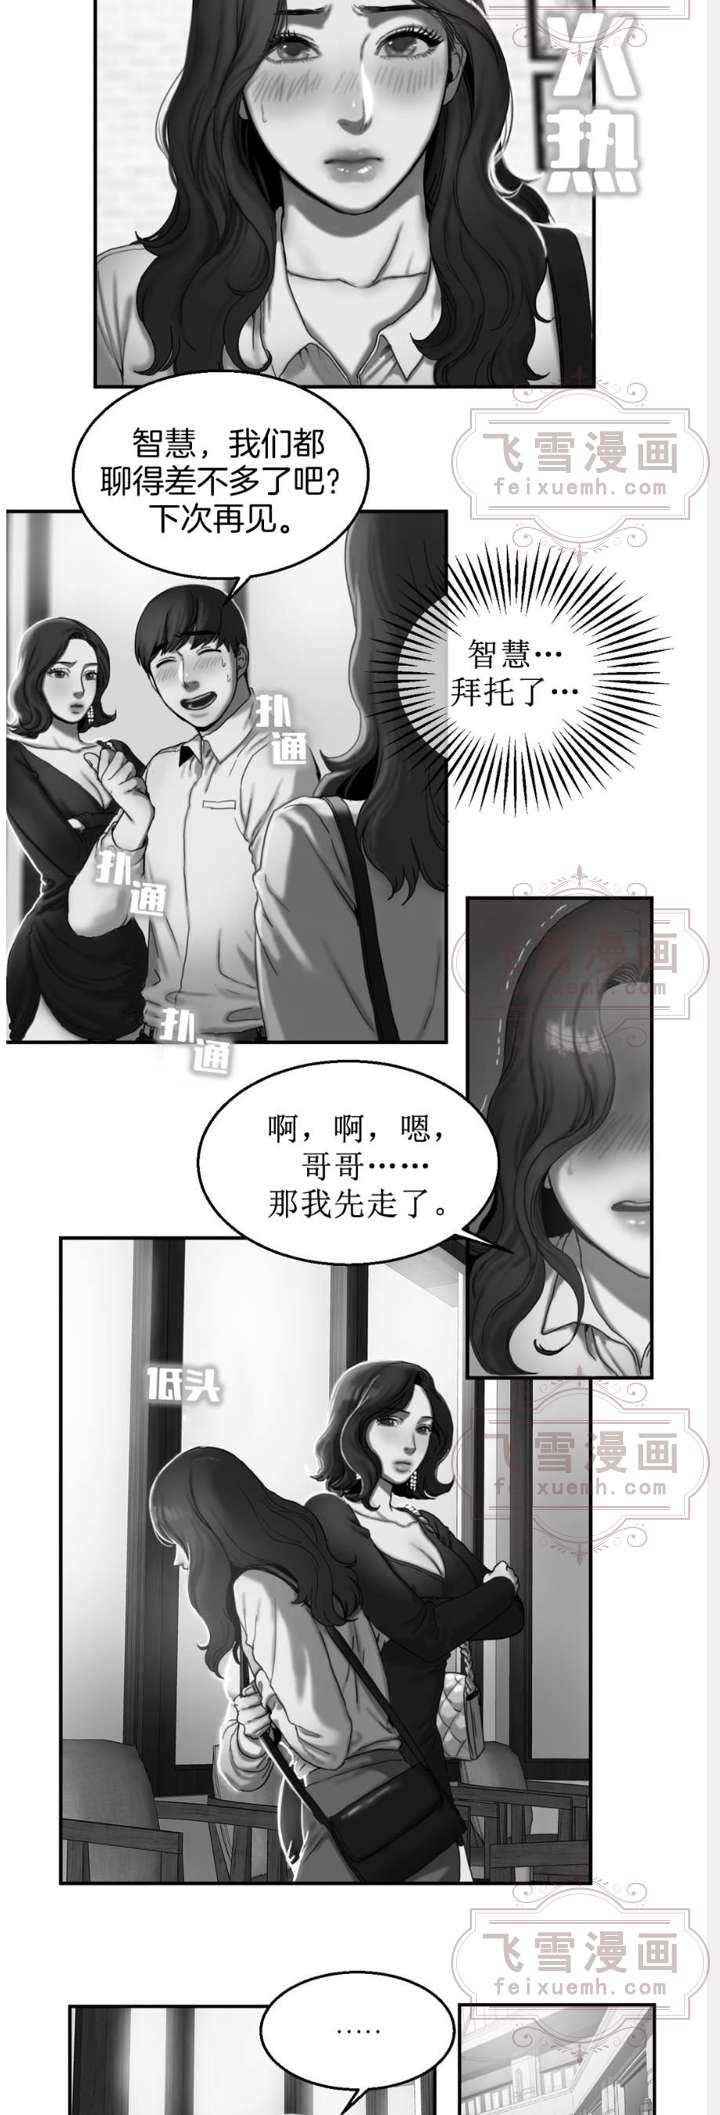 火热
智慧，我们都
聊得差不多了吧？
下次再见。
飞雪漫画
feixuemh.com
智慧…
拜托了…
扑通
扑通
扑通
飞雪漫画
feixuemh.com
啊，啊，嗯，
哥哥……
那我先走了。
低头
飞雪漫画
feixuemh.com
飞雪漫画
feixuemh.com
·····